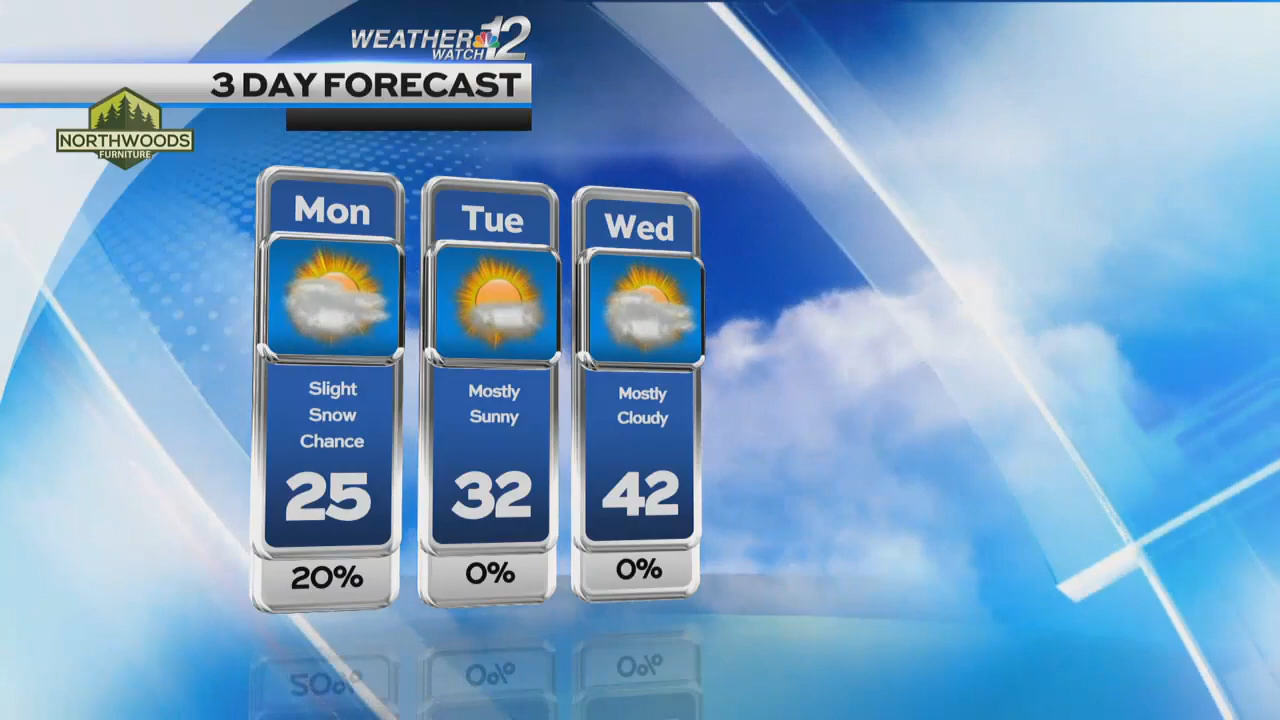 WEATHER 12
WATCH
3 DAY FORECAST
NORTHWOODS
FURNITURE
Mon
Slight
Snow
Chance
25
20%
Tue
Mostly
Sunny
32
0%
Wed
Mostly
Cloudy
42
0%